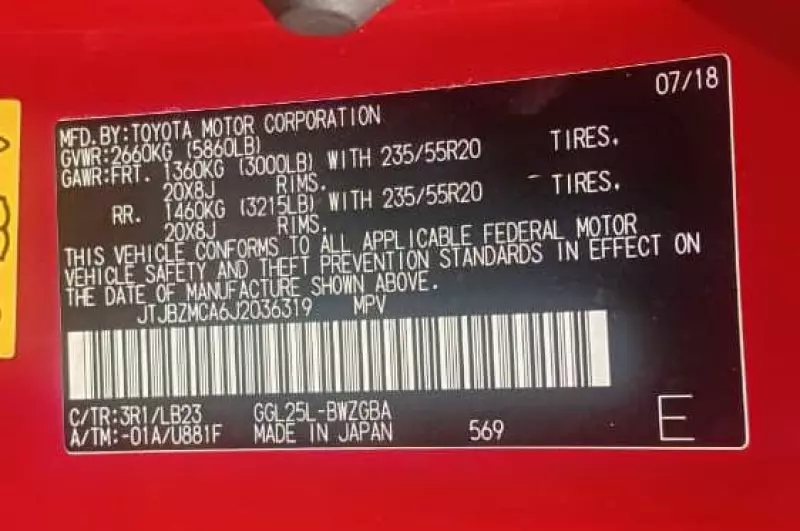 07/18
MFD.BY:TOYOTA MOTOR CORPORATION
GVWR:2660KG (5860LB)
GAWR:FRT. 1360KG (3000LB) WITH 235/55R20 TIRES.
20X8J RIMS.
RR. 1460KG (3215LB) WITH 235/55R20 TIRES.
20X8J RIMS.
THIS VEHICLE CONFORMS TO ALL APPLICABLE FEDERAL MOTOR
VEHICLE SAFETY AND THEFT PREVENTION STANDARDS IN EFFECT ON
THE DATE OF MANUFACTURE SHOWN ABOVE.
JTJBZMCA6J2036319 MPV
C/TR:3R1/LB23 GGL25L-BWZGBA
A/TM:-01A/U881F MADE IN JAPAN 569 E